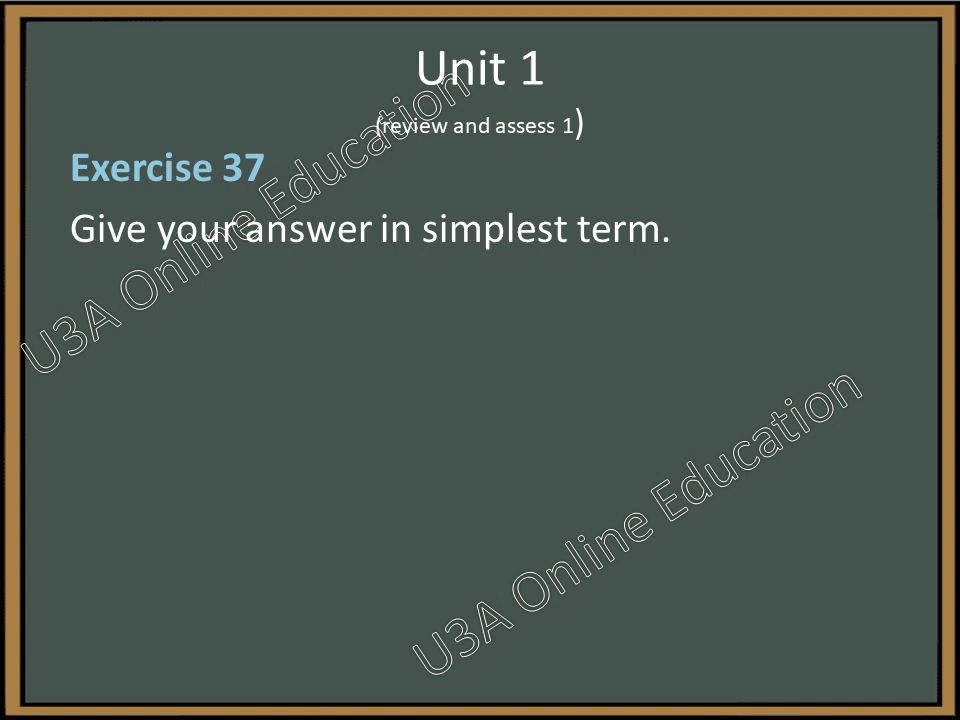 Unit 1
(review and assess 1)
Exercise 37
Give your answer in simplest term.
U3A Online Education
U3A Online Education